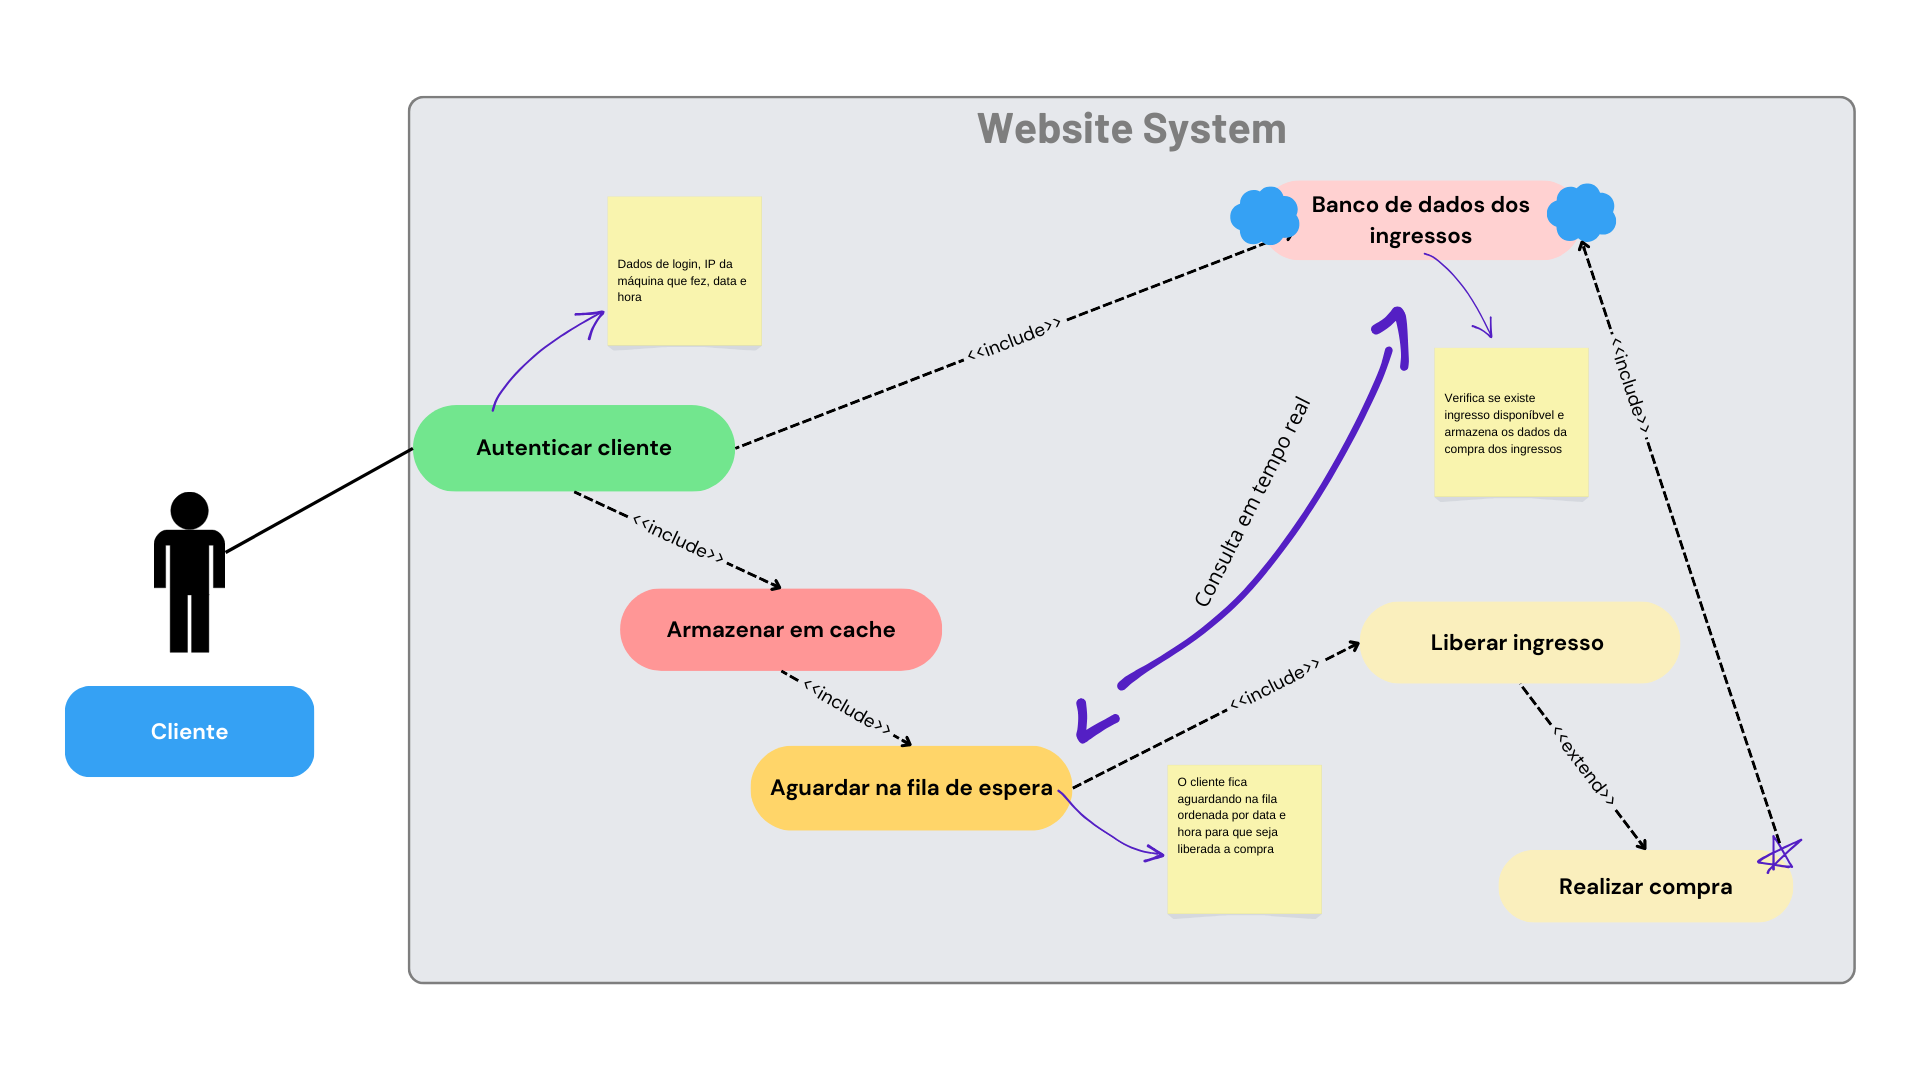 Website System
Banco de dados dos
ingressos
Dados de login, IP da
máquina que fez, data e
hora
<<include>>
<<include>>
Verifica se existe
ingresso disponíbvel e
armazena os dados da
compra dos ingressos
Autenticar cliente
Consulta em tempo real
<<include>>
Armazenar em cache
Liberar ingresso
<<include>>
<<include>>
Cliente
<<extend>>
Aguardar na fila de espera
O cliente fica
aguardando na fila
ordenada por data e
hora para que seja
liberada a compra
Realizar compra